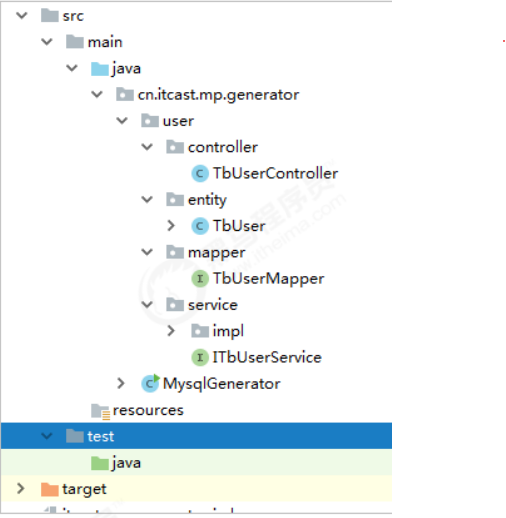 src
main
java
cn.itcast.mp.generator
user
controller
TbUserController
entity
TbUser
mapper
TbUserMapper
service
impl
ITbUserService
MysqlGenerator
resources
test
java
target